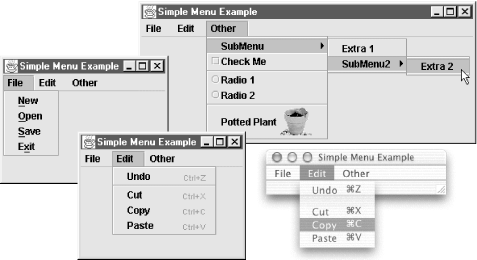 Simple Menu Example
File Edit Other
SubMenu
Check Me
Radio 1
Radio 2
Potted Plant
Extra 1
SubMenu2
Extra 2
Simple Menu Example
File Edit Other
New
Open
Save
Exit
Simple Menu Example
File Edit Other
Undo Ctrl+Z
Cut Ctrl+X
Copy Ctrl+C
Paste Ctrl+V
Simple Menu Example
File Edit Other
Undo ⌘Z
Cut ⌘X
Copy ⌘C
Paste ⌘V